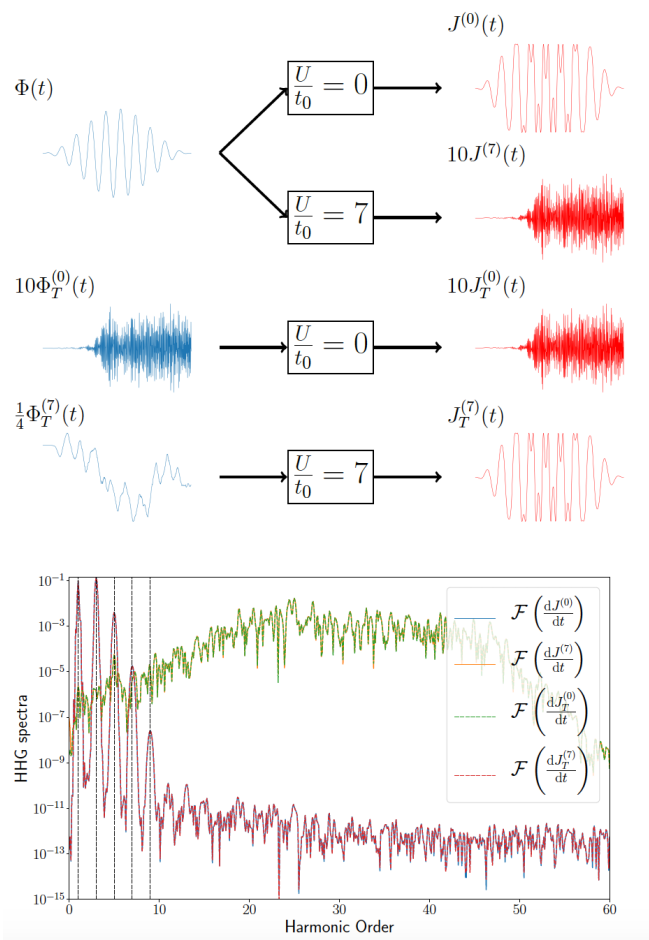 J^{(0)}(t)
Φ(t)
U/t_0 = 0
10J^{(7)}(t)
U/t_0 = 7
10Φ_T^{(0)}(t)
10J_T^{(0)}(t)
U/t_0 = 0
¼Φ_T^{(7)}(t)
J_T^{(7)}(t)
U/t_0 = 7
HHG spectra
10^{-1}
10^{-3}
10^{-5}
10^{-7}
10^{-9}
10^{-11}
10^{-13}
10^{-15}
F(dJ^{(0)}/dt)
F(dJ^{(7)}/dt)
F(dJ_T^{(0)}/dt)
F(dJ_T^{(7)}/dt)
0 10 20 30 40 50 60
Harmonic Order